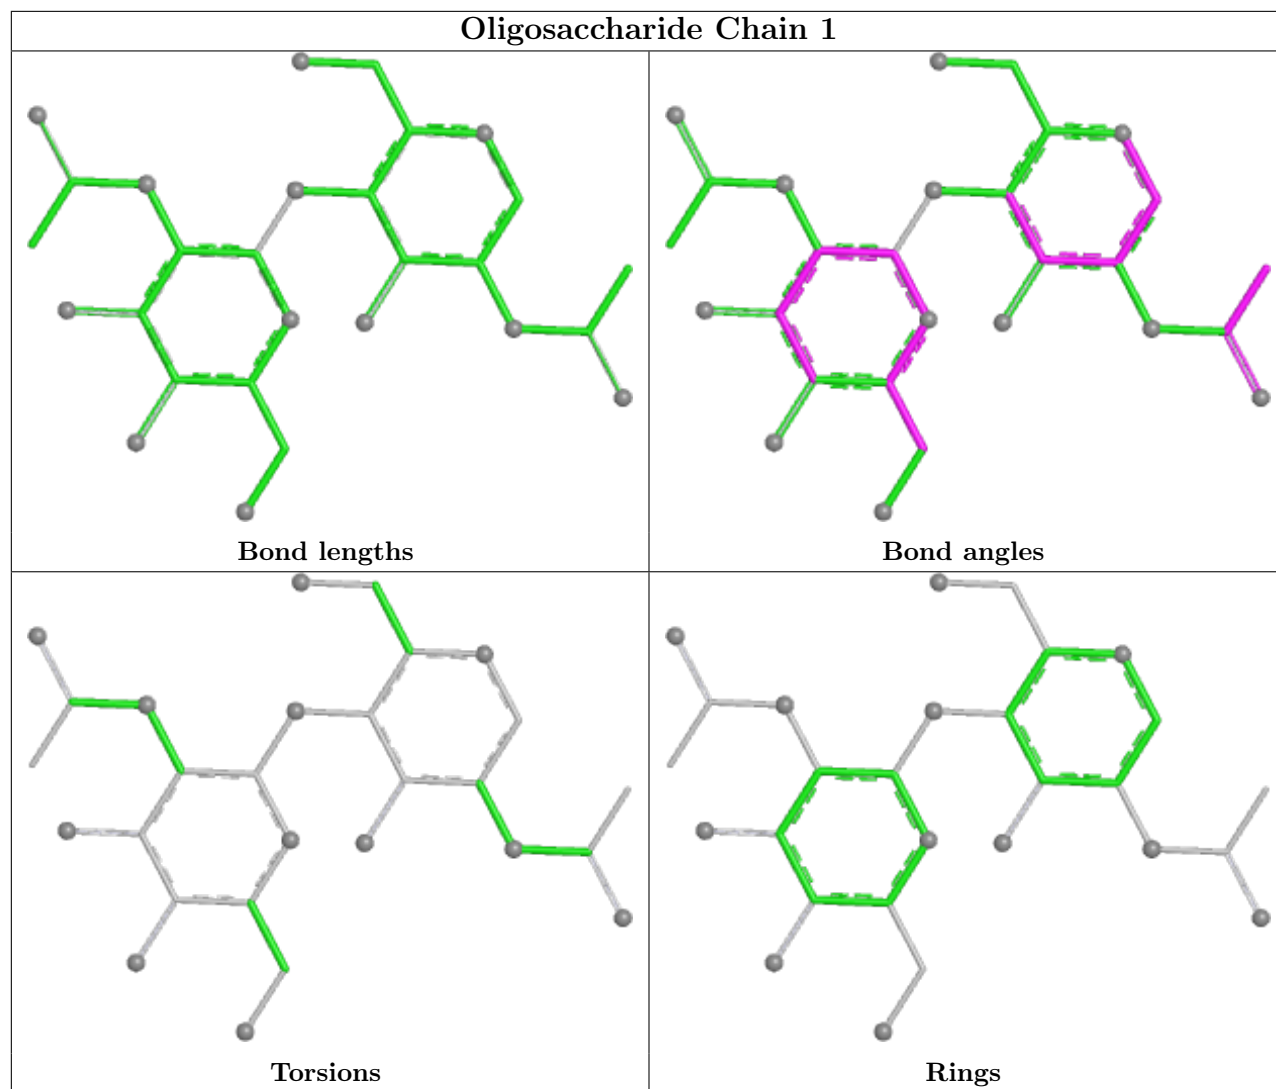 Oligosaccharide Chain 1
Bond lengths
Bond angles
Torsions
Rings